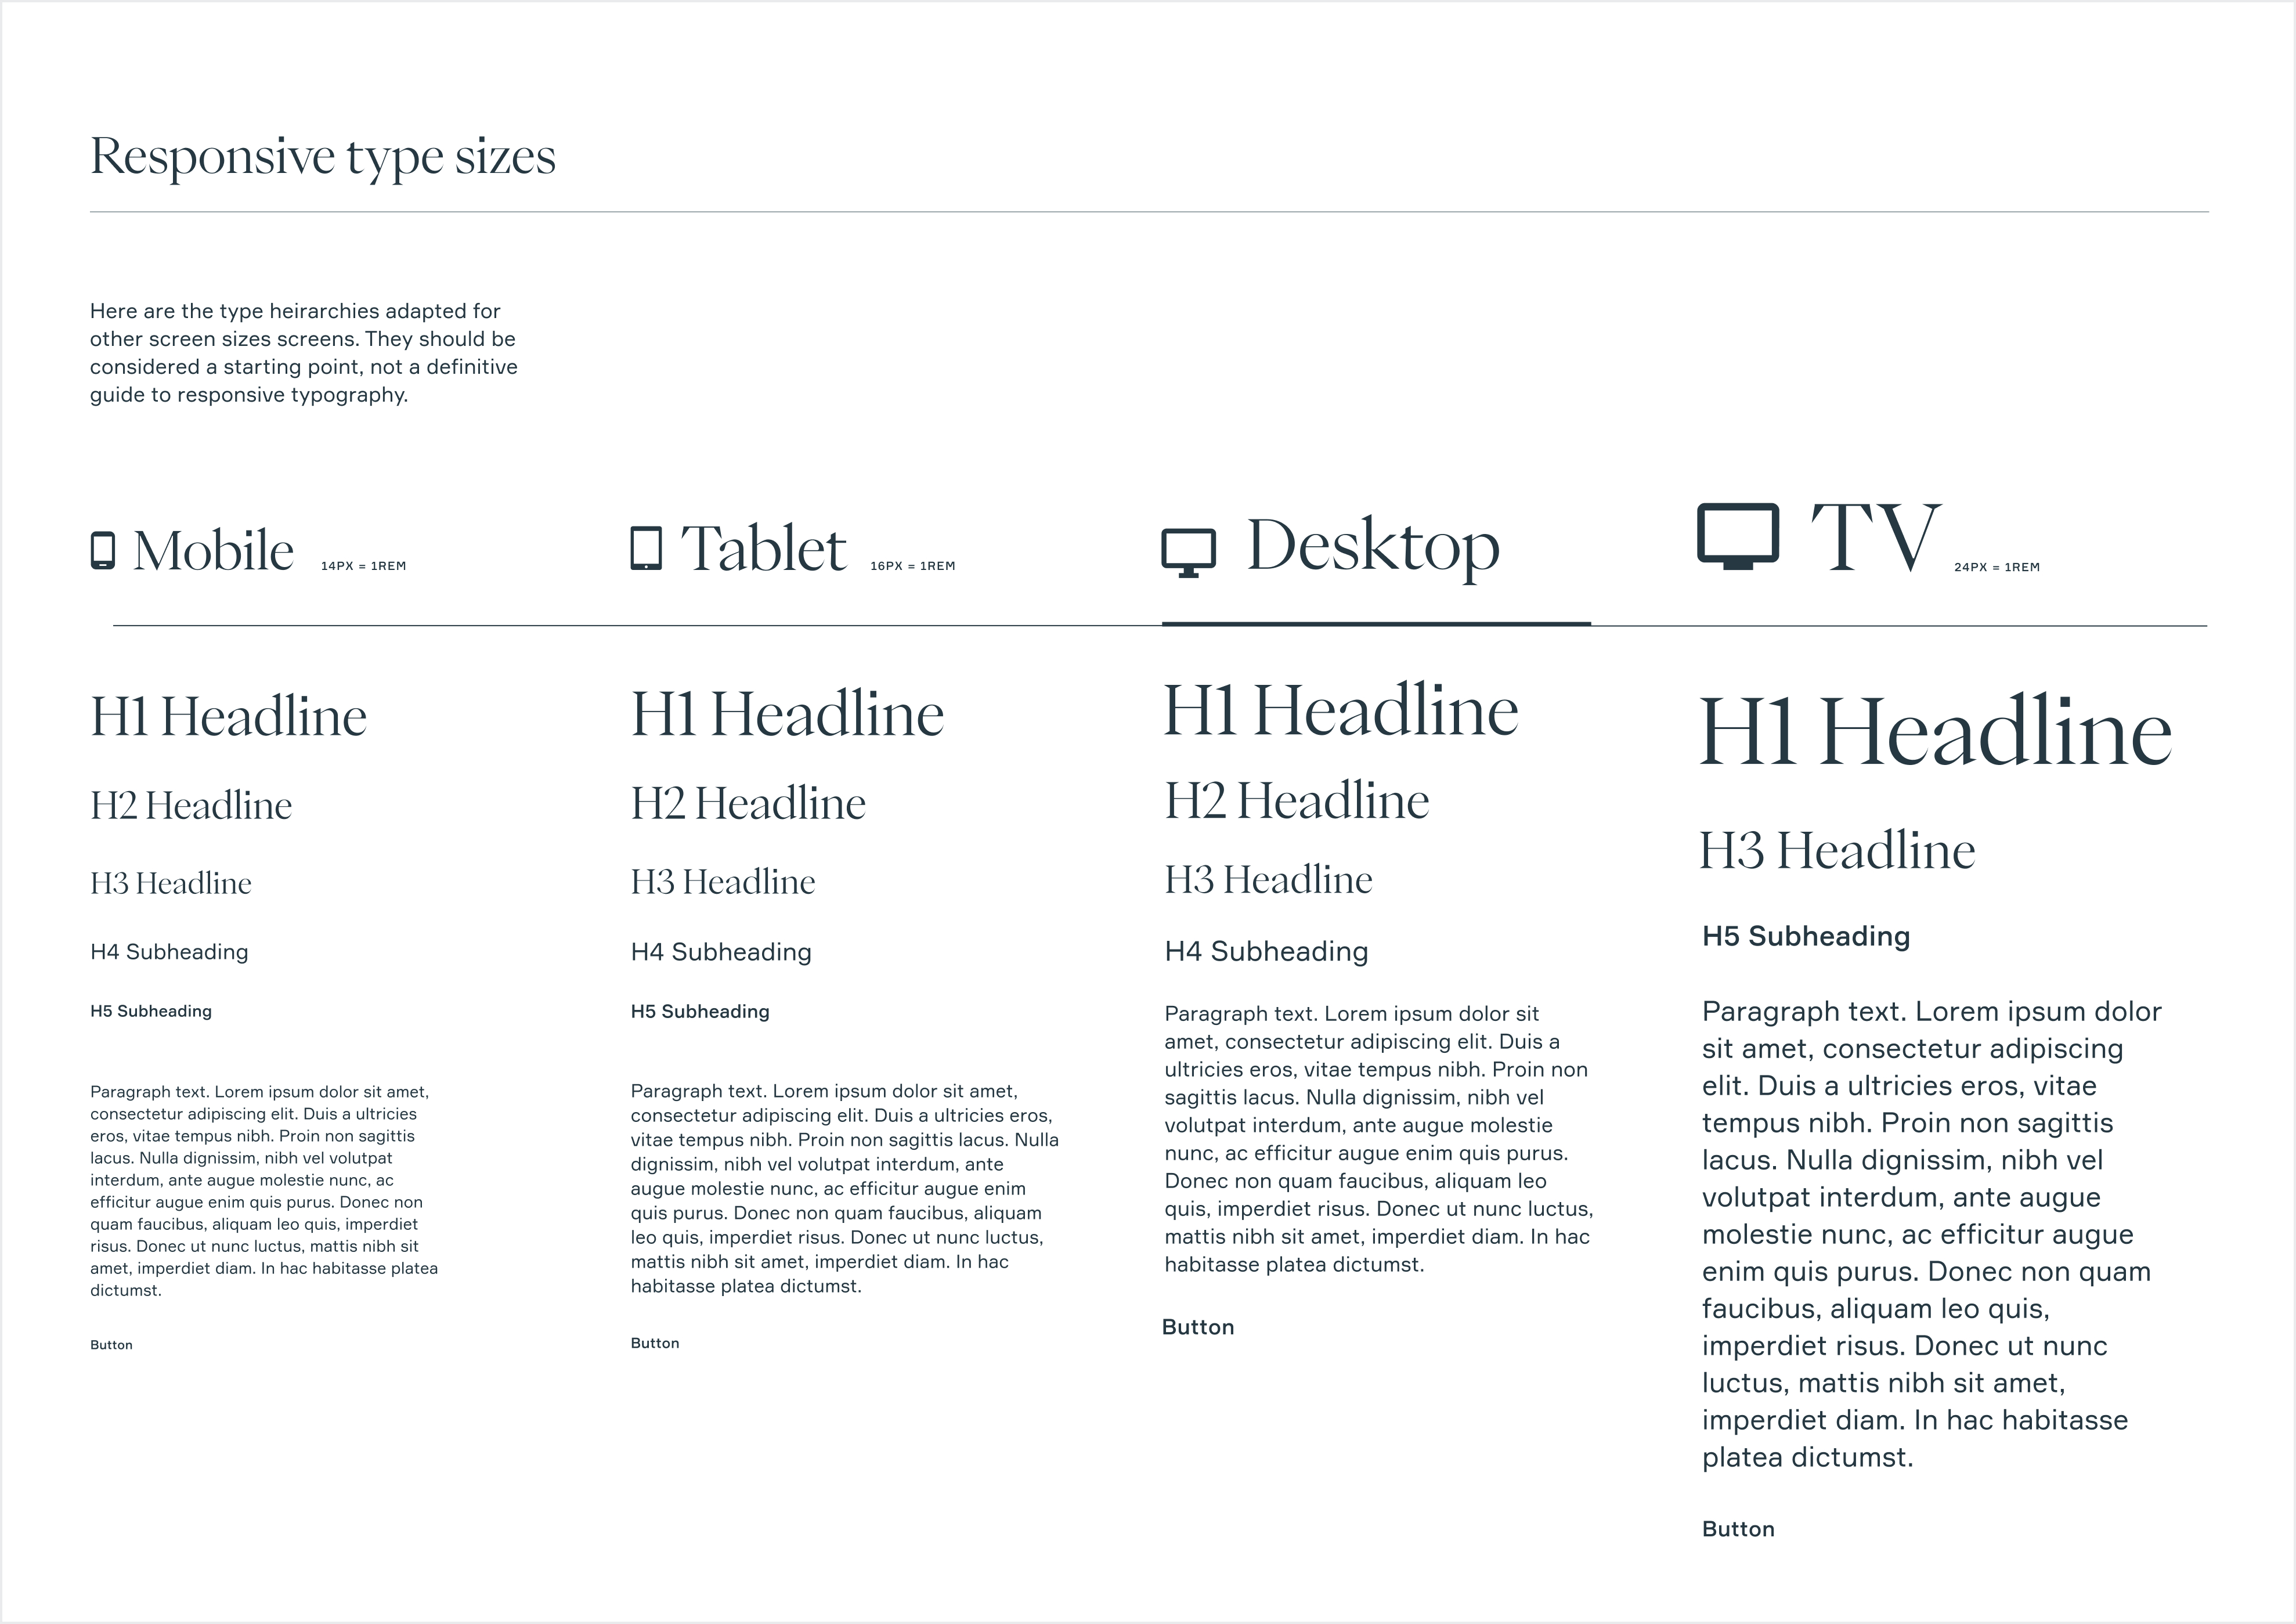 Responsive type sizes
Here are the type heirarchies adapted for
other screen sizes screens. They should be
considered a starting point, not a definitive
guide to responsive typography.
Mobile 14PX = 1REM
H1 Headline
H2 Headline
H3 Headline
H4 Subheading
H5 Subheading
Paragraph text. Lorem ipsum dolor sit amet,
consectetur adipiscing elit. Duis a ultricies
eros, vitae tempus nibh. Proin non sagittis
lacus. Nulla dignissim, nibh vel volutpat
interdum, ante augue molestie nunc, ac
efficitur augue enim quis purus. Donec non
quam faucibus, aliquam leo quis, imperdiet
risus. Donec ut nunc luctus, mattis nibh sit
amet, imperdiet diam. In hac habitasse platea
dictumst.
Button
Tablet 16PX = 1REM
H1 Headline
H2 Headline
H3 Headline
H4 Subheading
H5 Subheading
Paragraph text. Lorem ipsum dolor sit amet,
consectetur adipiscing elit. Duis a ultricies eros,
vitae tempus nibh. Proin non sagittis lacus. Nulla
dignissim, nibh vel volutpat interdum, ante
augue molestie nunc, ac efficitur augue enim
quis purus. Donec non quam faucibus, aliquam
leo quis, imperdiet risus. Donec ut nunc luctus,
mattis nibh sit amet, imperdiet diam. In hac
habitasse platea dictumst.
Button
Desktop
H1 Headline
H2 Headline
H3 Headline
H4 Subheading
Paragraph text. Lorem ipsum dolor sit
amet, consectetur adipiscing elit. Duis a
ultricies eros, vitae tempus nibh. Proin non
sagittis lacus. Nulla dignissim, nibh vel
volutpat interdum, ante augue molestie
nunc, ac efficitur augue enim quis purus.
Donec non quam faucibus, aliquam leo
quis, imperdiet risus. Donec ut nunc luctus,
mattis nibh sit amet, imperdiet diam. In hac
habitasse platea dictumst.
Button
TV 24PX = 1REM
H1 Headline
H3 Headline
H5 Subheading
Paragraph text. Lorem ipsum dolor
sit amet, consectetur adipiscing
elit. Duis a ultricies eros, vitae
tempus nibh. Proin non sagittis
lacus. Nulla dignissim, nibh vel
volutpat interdum, ante augue
molestie nunc, ac efficitur augue
enim quis purus. Donec non quam
faucibus, aliquam leo quis,
imperdiet risus. Donec ut nunc
luctus, mattis nibh sit amet,
imperdiet diam. In hac habitasse
platea dictumst.
Button